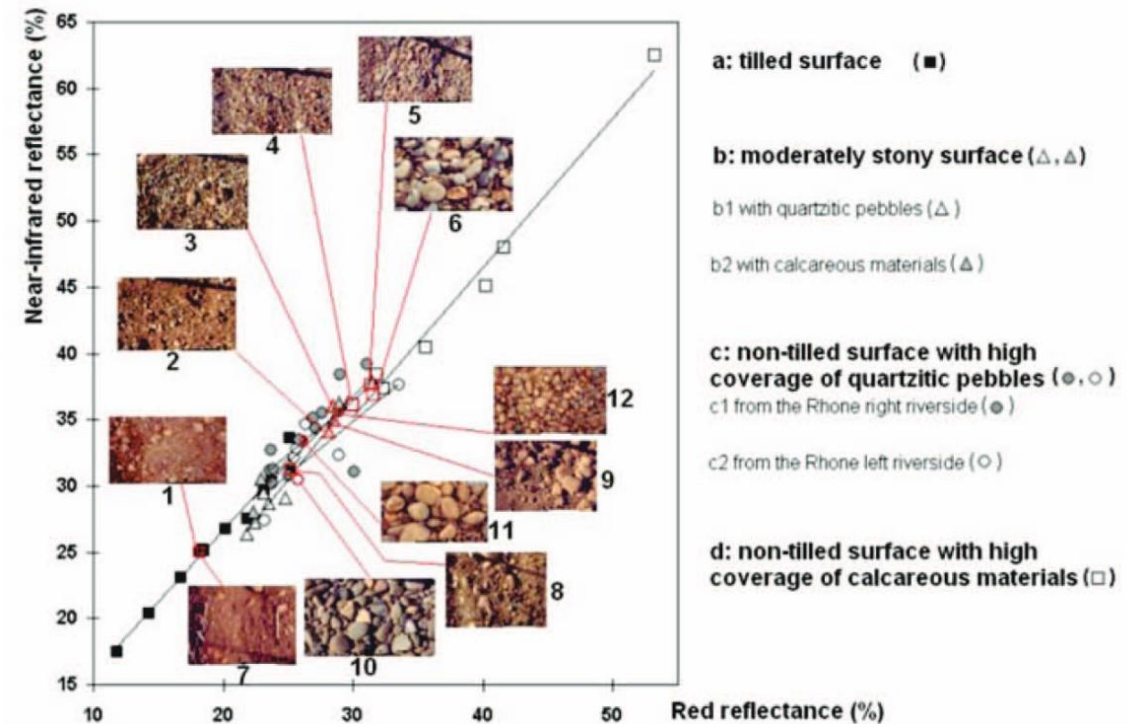 Near-infrared reflectance (%)
65
60
55
50
45
40
35
30
25
20
15
10
20
30
40
50
Red reflectance (%)
1
2
3
4
5
6
7
8
9
10
11
12
a: tilled surface (■)
b: moderately stony surface (△, △)
b1 with quartzitic pebbles (△)
b2 with calcareous materials (△)
c: non-tilled surface with high
coverage of quartzitic pebbles (●, ○)
c1 from the Rhone right riverside (●)
c2 from the Rhone left riverside (○)
d: non-tilled surface with high
coverage of calcareous materials (□)